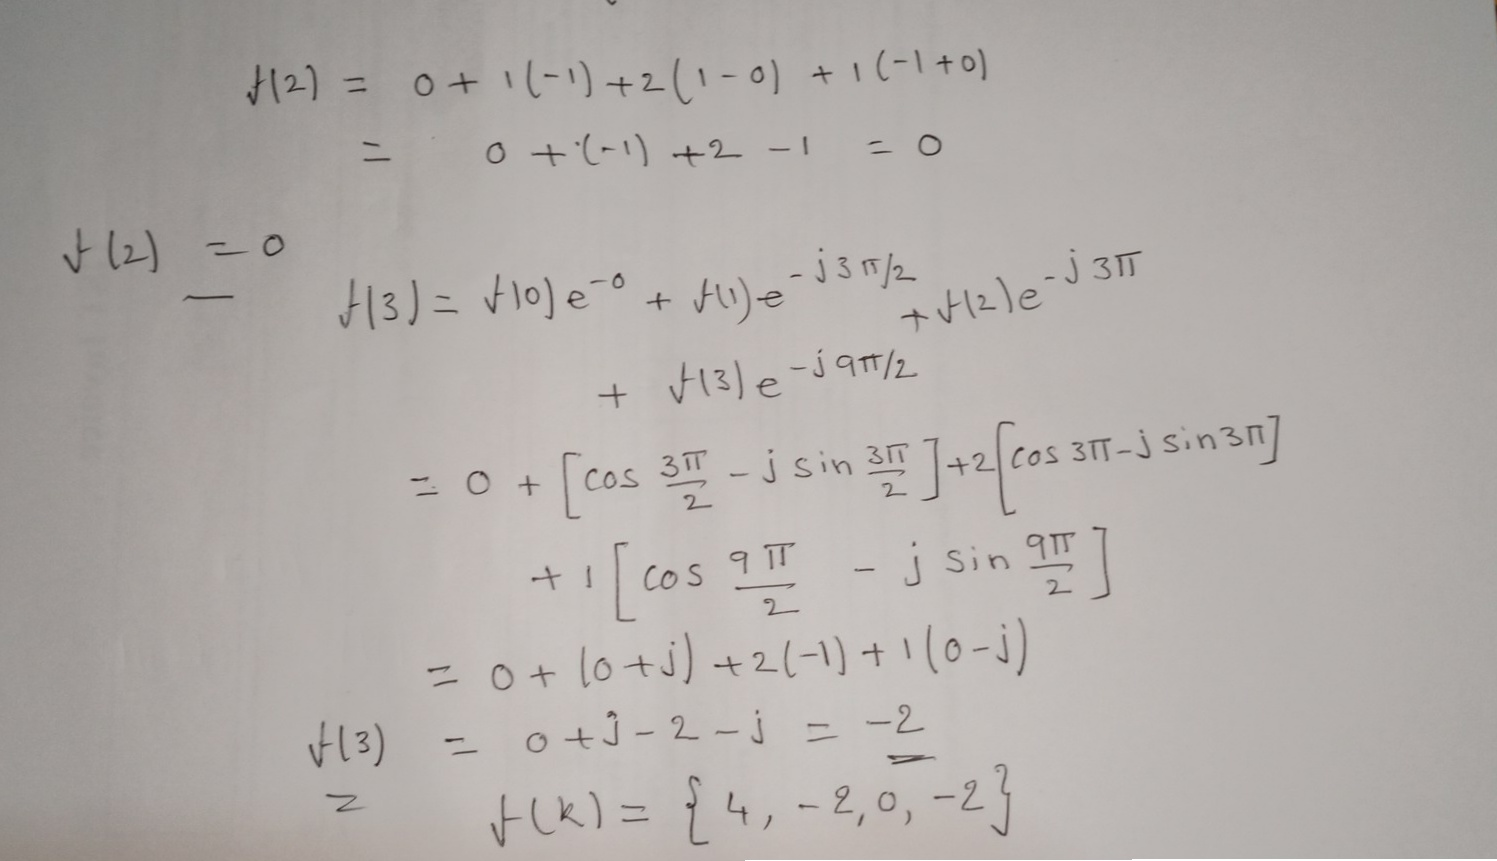 f(2) = 0 + 1(-1) + 2(1-0) + 1(-1+0)
= 0 + (-1) + 2 - 1 = 0
f(2) = 0
f(3) = f(0) e^{-0} + f(1) e^{-j3π/2} + f(2) e^{-j3π}
+ f(3) e^{-j9π/2}
= 0 + [cos 3π/2 - j sin 3π/2] + 2[cos 3π - j sin 3π]
+ 1 [cos 9π/2 - j sin 9π/2]
= 0 + (0+j) + 2(-1) + 1(0-j)
f(3) = 0 + j - 2 - j = -2
= f(k) = {4, -2, 0, -2}